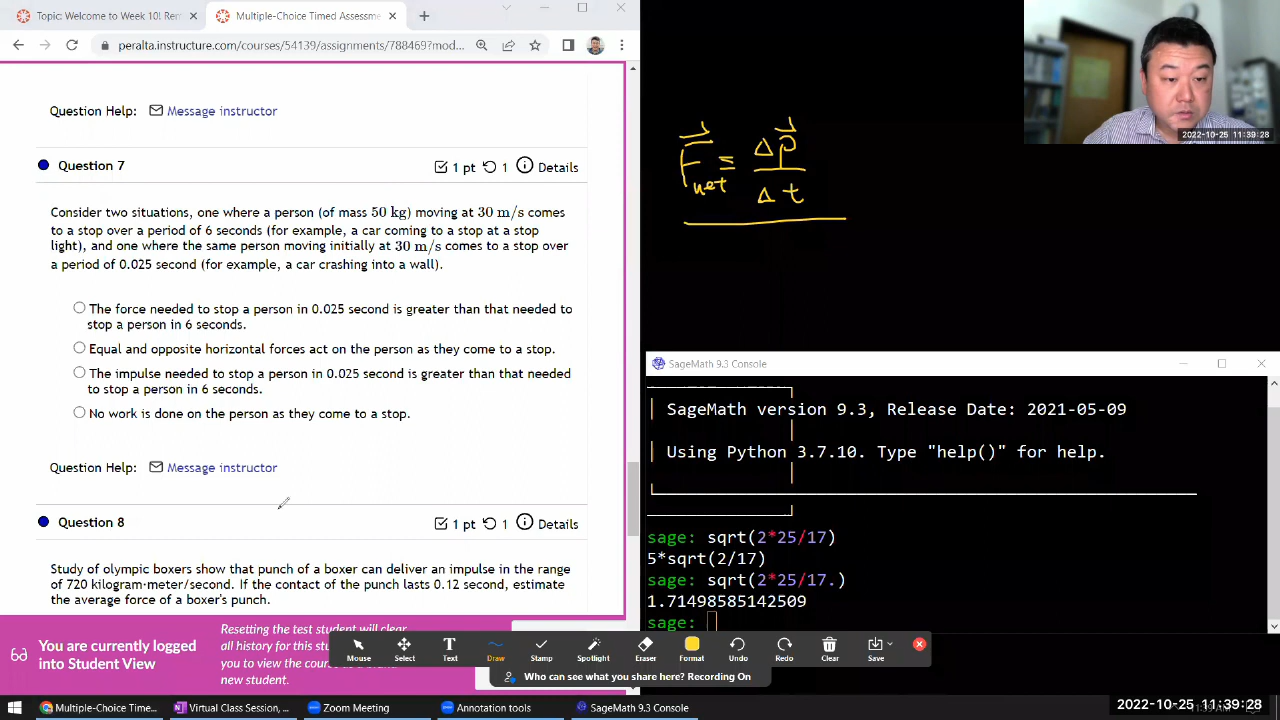 Topic: Welcome to Week 10! Rem
Multiple-Choice Timed Assessme
peralta.instructure.com/courses/54139/assignments/788469?mod...
Question Help: Message instructor
Question 7
1 pt 1 Details
Consider two situations, one where a person (of mass 50 kg) moving at 30 m/s comes
to a stop over a period of 6 seconds (for example, a car coming to a stop at a stop
light), and one where the same person moving initially at 30 m/s comes to a stop over
a period of 0.025 second (for example, a car crashing into a wall).
The force needed to stop a person in 0.025 second is greater than that needed to
stop a person in 6 seconds.
Equal and opposite horizontal forces act on the person as they come to a stop.
The impulse needed to stop a person in 0.025 second is greater than that needed
to stop a person in 6 seconds.
No work is done on the person as they come to a stop.
Question Help: Message instructor
Question 8
1 pt 1 Details
Study of olympic boxers show that punch of a boxer can deliver an impulse in the range
of 720 kilogram·meter/second. If the contact of the punch lasts 0.12 second, estimate
the average force of a boxer's punch.
You are currently logged
into Student View
Resetting the test student will clear
all history for this stu
you to view the course as a bran
new student.
F net = Δp
Δt
2022-10-25 11:39:28
SageMath 9.3 Console
SageMath version 9.3, Release Date: 2021-05-09
Using Python 3.7.10. Type "help()" for help.
sage: sqrt(2*25/17)
5*sqrt(2/17)
sage: sqrt(2*25/17.)
1.71498585142509
sage:
Mouse Select Text Draw Stamp Spotlight Eraser Format Undo Redo Clear Save
Who can see what you share here? Recording On
Multiple-Choice Time...
Virtual Class Session, ...
Zoom Meeting
Annotation tools
SageMath 9.3 Console
2022-10-25 11:39:28